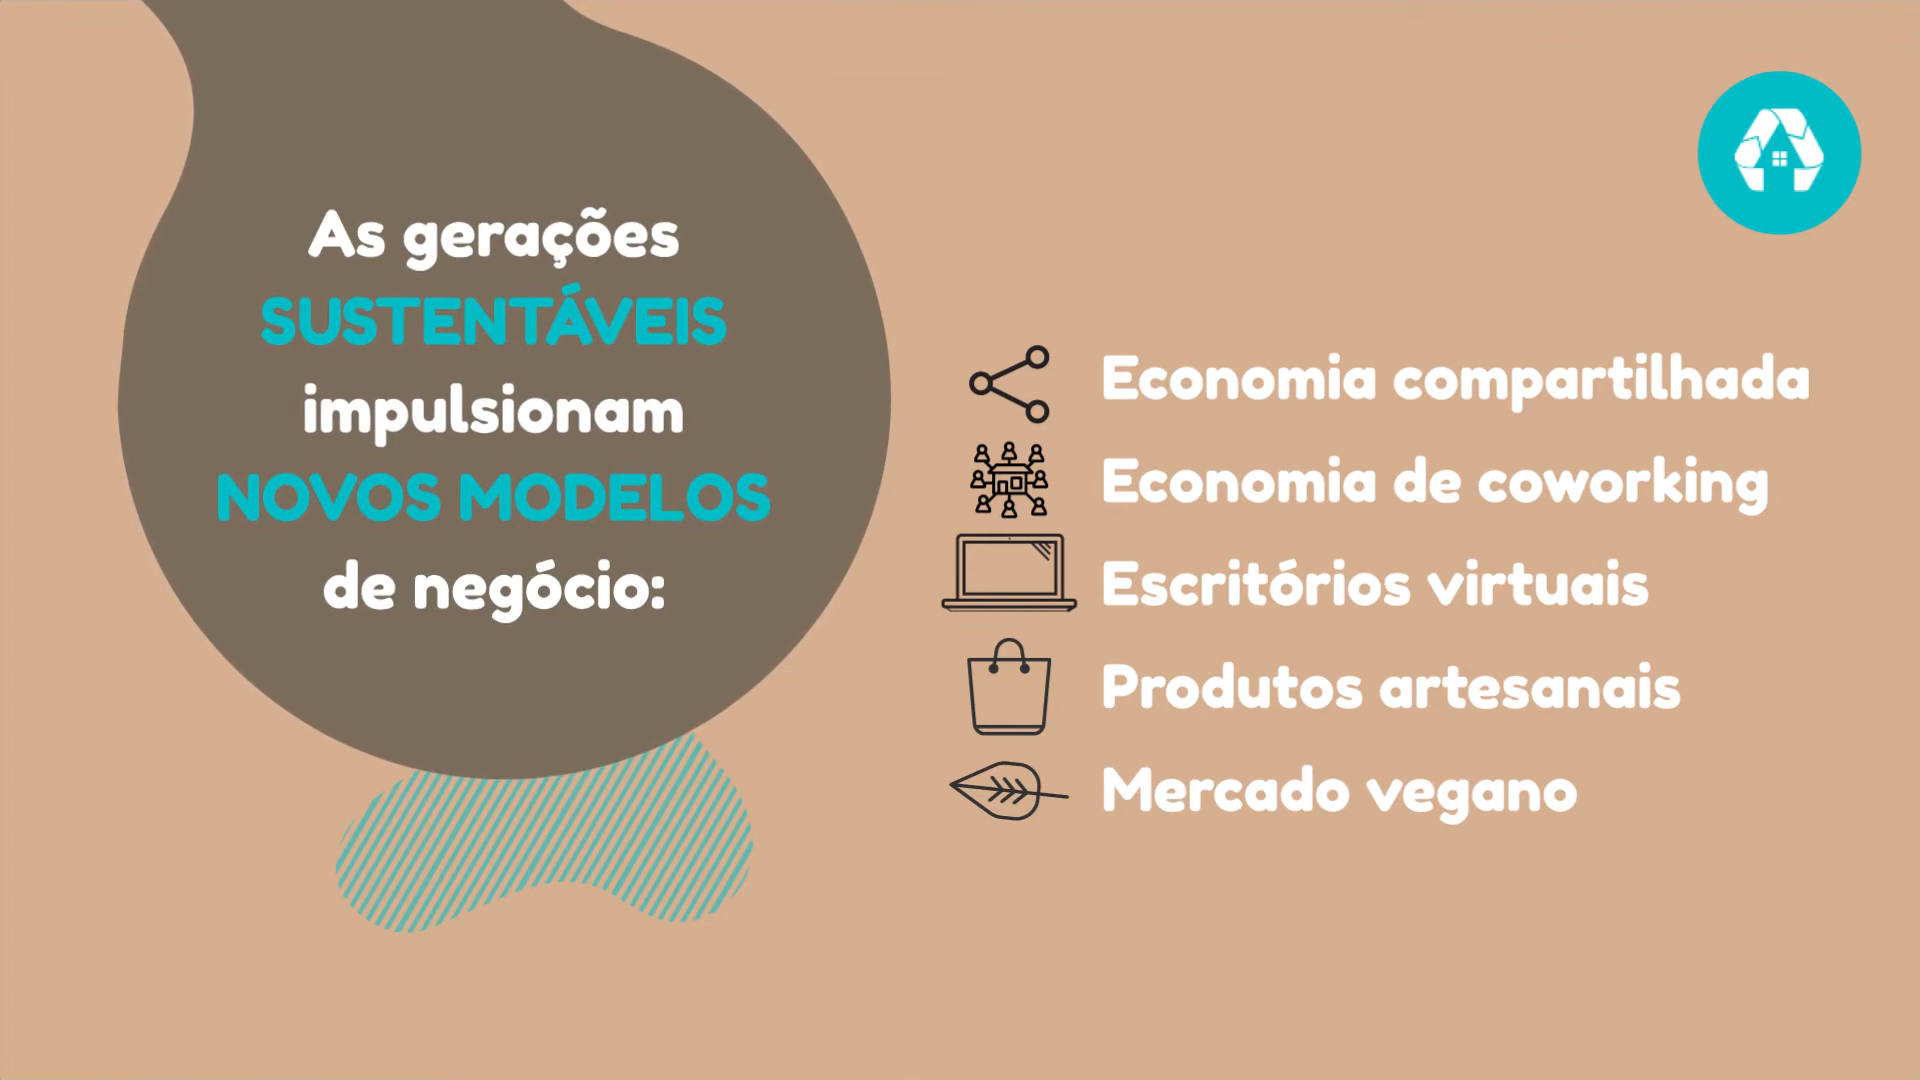 As gerações
SUSTENTÁVEIS
impulsionam
NOVOS MODELOS
de negócio:
Economia compartilhada
Economia de coworking
Escritórios virtuais
Produtos artesanais
Mercado vegano